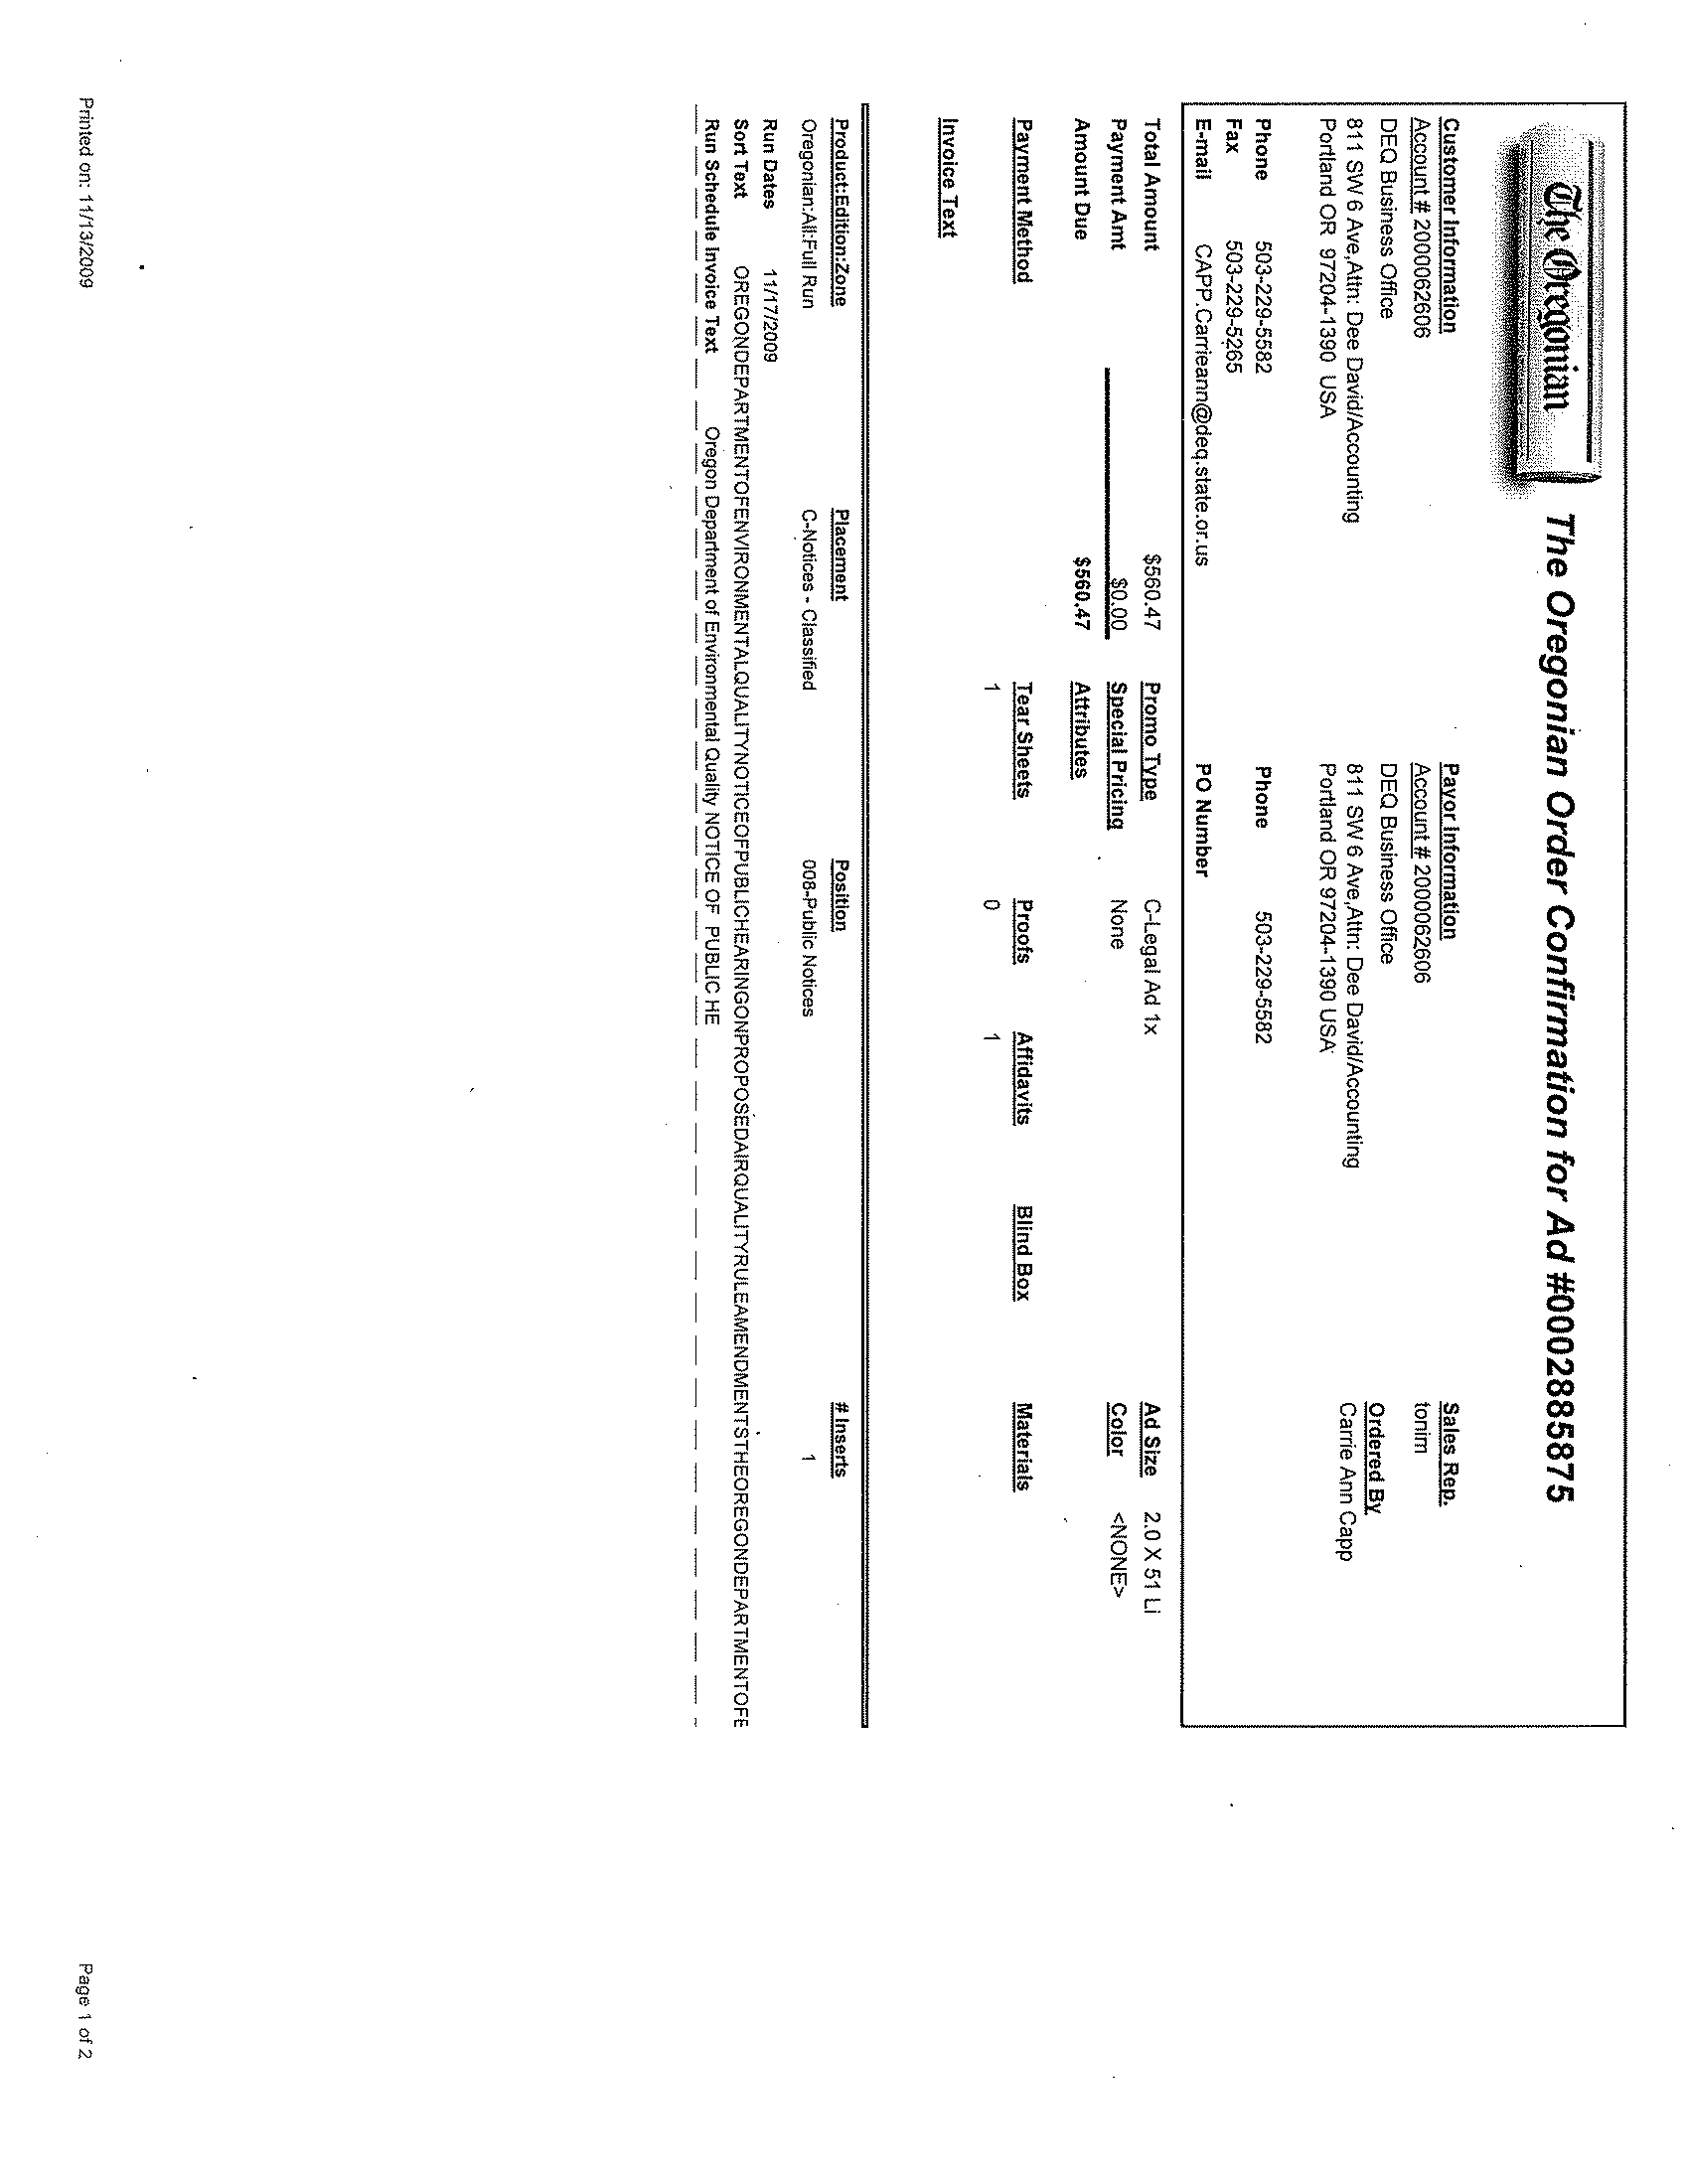 The Oregonian
The Oregonian Order Confirmation for Ad #0002885875
Customer Information
Account # 2000062606
DEQ Business Office
811 SW 6 Ave,Attn: Dee David/Accounting
Portland OR 97204-1390 USA
Phone 503-229-5582
Fax 503-229-5265
E-mail CAPP.Carrieann@deq.state.or.us
Payor Information
Account # 2000062606
DEQ Business Office
811 SW 6 Ave,Attn: Dee David/Accounting
Portland OR 97204-1390 USA
Phone 503-229-5582
PO Number
Sales Rep.
tonim
Ordered By
Carrie Ann Capp
Total Amount $560.47
Payment Amt $0.00
Amount Due $560.47
Promo Type C-Legal Ad 1x
Special Pricing None
Attributes
Ad Size 2.0 X 51 Li
Color <NONE>
Payment Method Tear Sheets Proofs Affidavits Blind Box Materials
1 0 1
Invoice Text
Product:Edition:Zone Placement Position # Inserts
Oregonian:All:Full Run C-Notices - Classified 008-Public Notices 1
Run Dates 11/17/2009
Sort Text OREGONDEPARTMENTOFENVIRONMENTALQUALITYNOTICEOFPUBLICHEARINGONPROPOSEDAIRQUALITYRULEAMENDMENTSTHEOREGONDEPARTMENTOFE
Run Schedule Invoice Text Oregon Department of Environmental Quality NOTICE OF PUBLIC HE
Printed on: 11/13/2009 Page 1 of 2